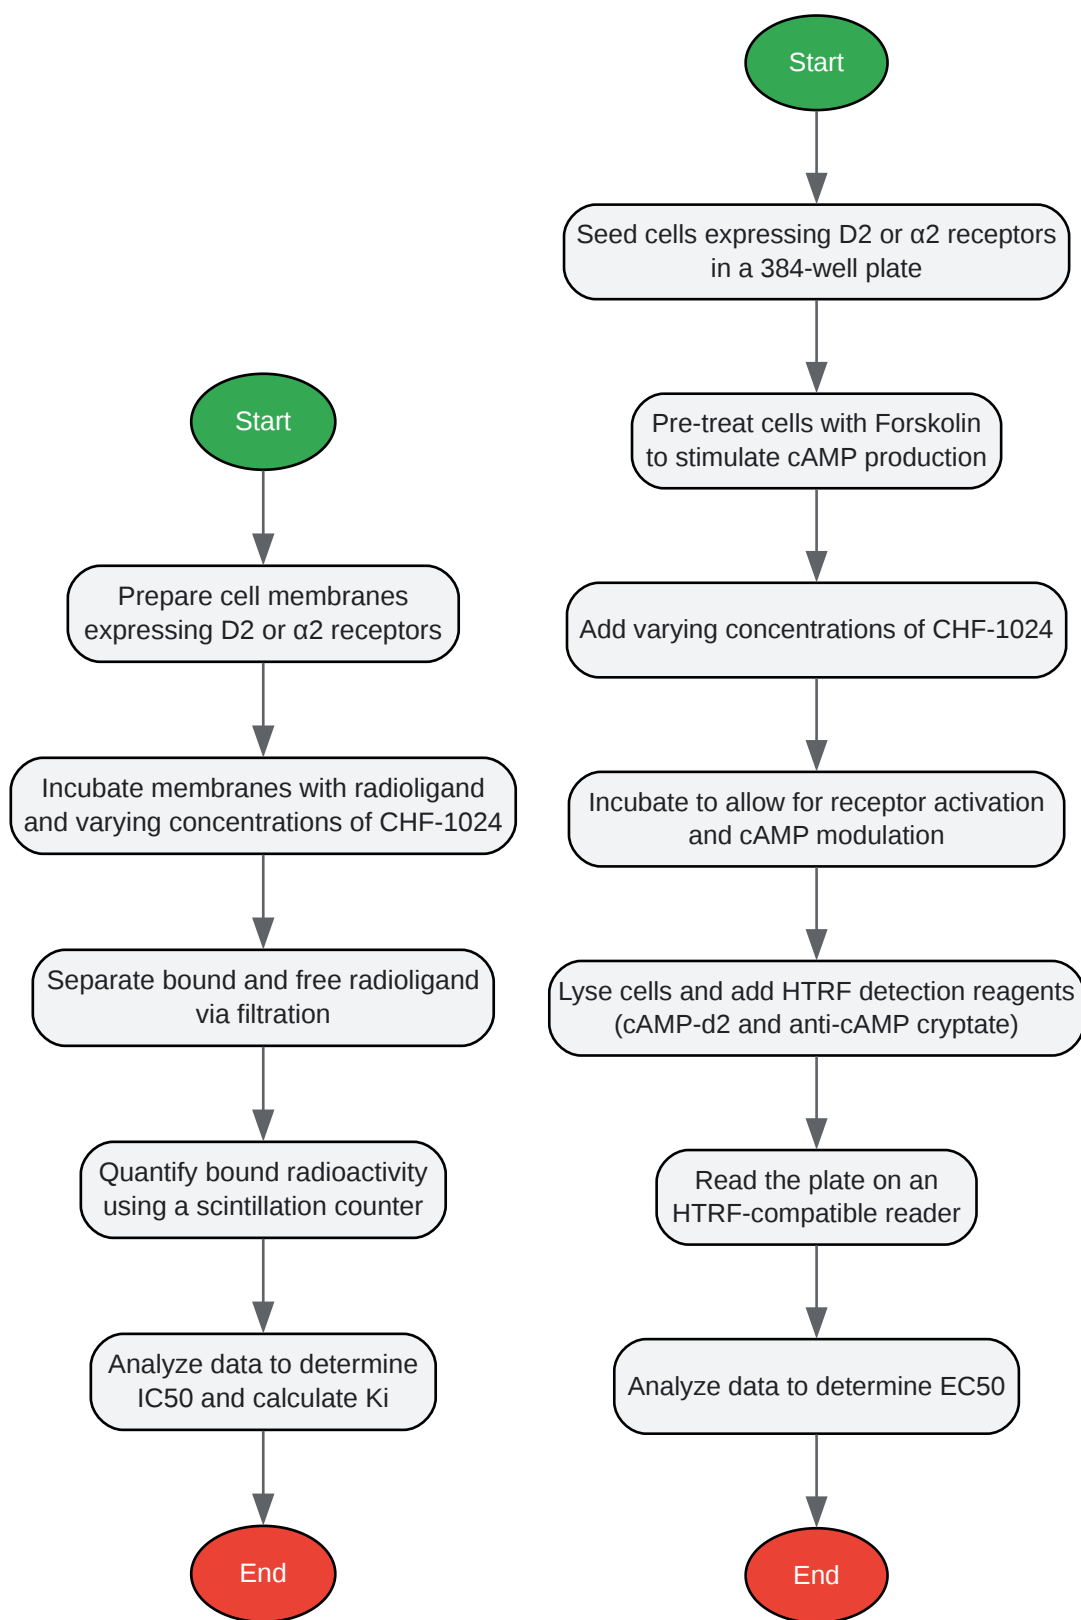 Start
Prepare cell membranes
expressing D2 or α2 receptors
Incubate membranes with radioligand
and varying concentrations of CHF-1024
Separate bound and free radioligand
via filtration
Quantify bound radioactivity
using a scintillation counter
Analyze data to determine
IC50 and calculate Ki
End
Start
Seed cells expressing D2 or α2 receptors
in a 384-well plate
Pre-treat cells with Forskolin
to stimulate cAMP production
Add varying concentrations of CHF-1024
Incubate to allow for receptor activation
and cAMP modulation
Lyse cells and add HTRF detection reagents
(cAMP-d2 and anti-cAMP cryptate)
Read the plate on an
HTRF-compatible reader
Analyze data to determine EC50
End